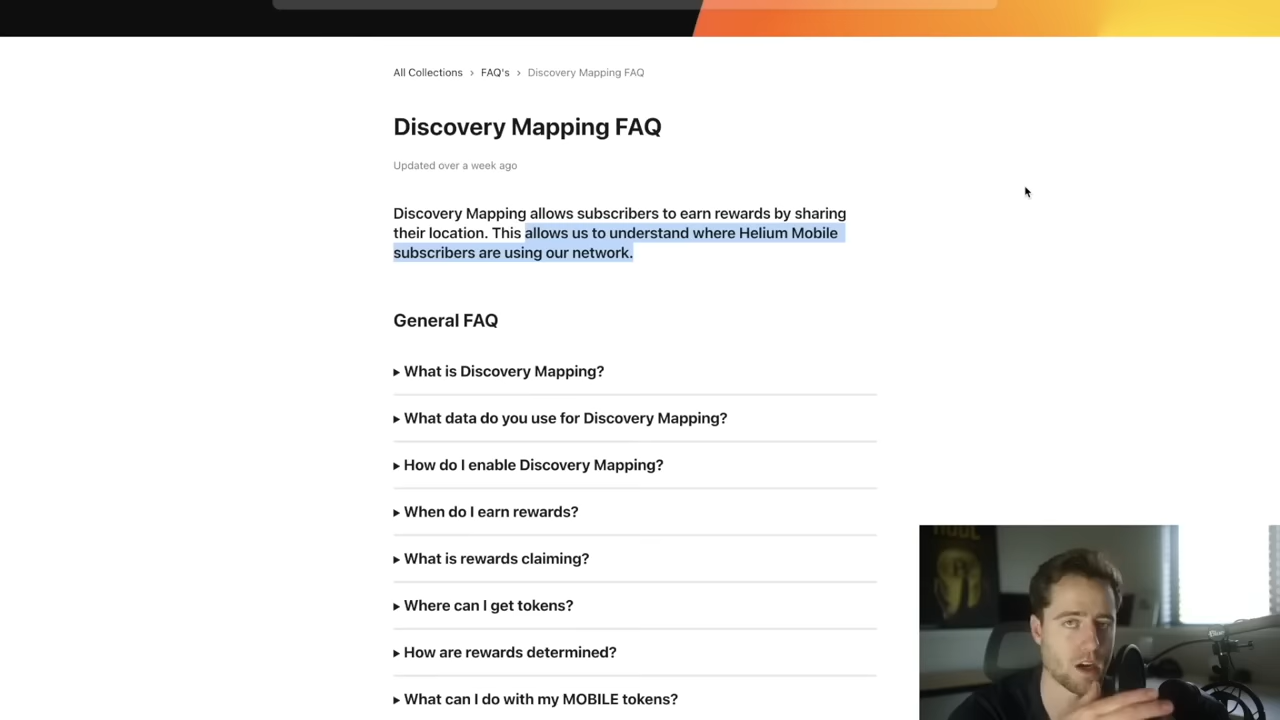 All Collections › FAQ's › Discovery Mapping FAQ
Discovery Mapping FAQ
Updated over a week ago
Discovery Mapping allows subscribers to earn rewards by sharing
their location. This allows us to understand where Helium Mobile
subscribers are using our network.
General FAQ
▸ What is Discovery Mapping?
▸ What data do you use for Discovery Mapping?
▸ How do I enable Discovery Mapping?
▸ When do I earn rewards?
▸ What is rewards claiming?
▸ Where can I get tokens?
▸ How are rewards determined?
▸ What can I do with my MOBILE tokens?